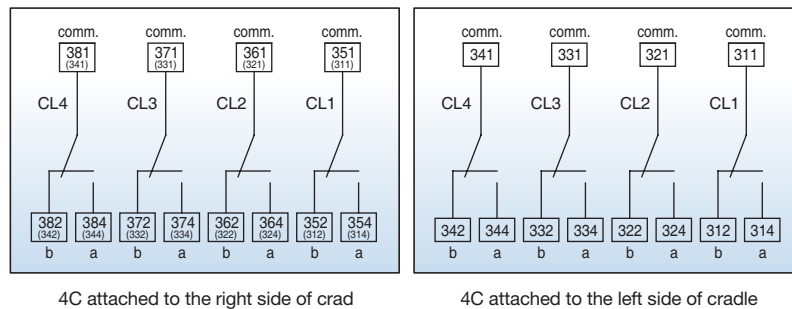 comm. comm. comm. comm.
381 371 361 351
(341) (331) (321) (311)
CL4 CL3 CL2 CL1
382 384 372 374 362 364 352 354
(342) (344) (332) (334) (322) (324) (312) (314)
b a b a b a b a
4C attached to the right side of crad
comm. comm. comm. comm.
341 331 321 311
CL4 CL3 CL2 CL1
342 344 332 334 322 324 312 314
b a b a b a b a
4C attached to the left side of cradle